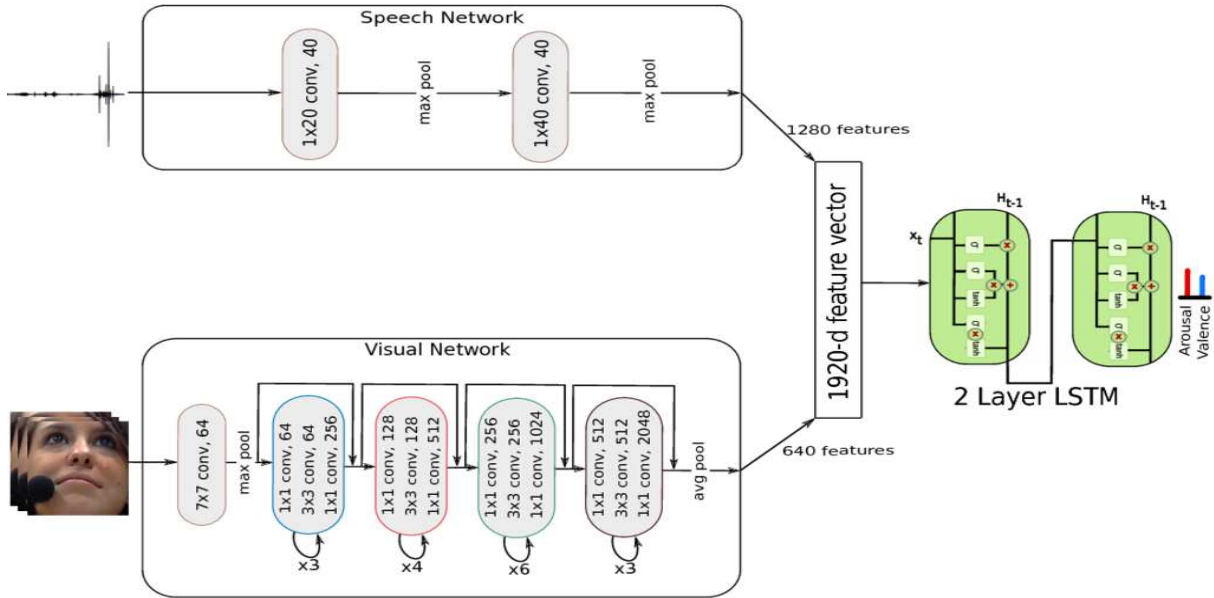 Speech Network
1x20 conv, 40
max pool
1x40 conv, 40
max pool
1280 features
1920-d feature vector
H_{t-1}
x_t
σ
x
σ
x
+
tanh
σ
x
tanh
H_{t-1}
σ
x
σ
x
+
tanh
σ
x
tanh
Arousal
Valence
2 Layer LSTM
Visual Network
7x7 conv, 64
max pool
1x1 conv, 64
3x3 conv, 64
1x1 conv, 256
x3
1x1 conv, 128
3x3 conv, 128
1x1 conv, 512
x4
1x1 conv, 256
3x3 conv, 256
1x1 conv, 1024
x6
1x1 conv, 512
3x3 conv, 512
1x1 conv, 2048
x3
avg pool
640 features